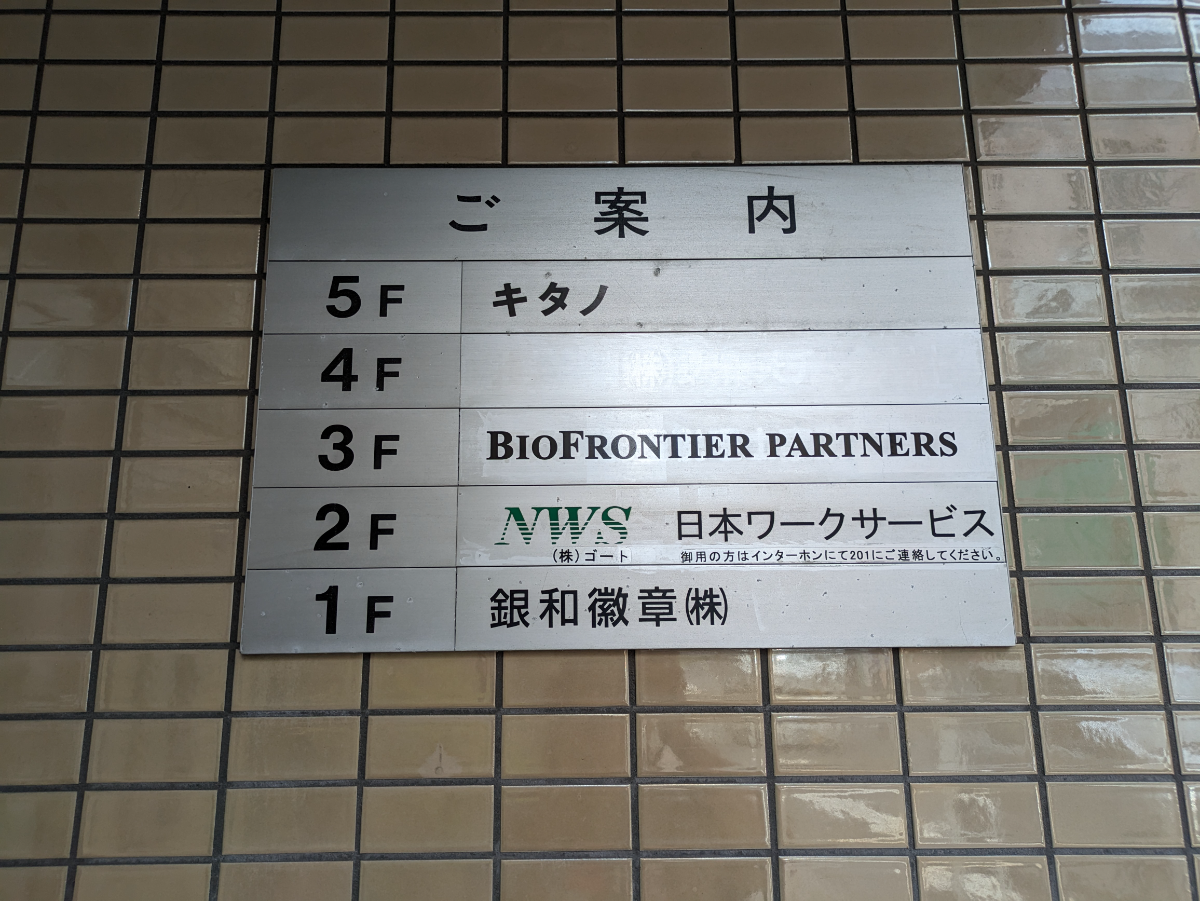 ご案内
5F キタノ
4F
3F BIOFRONTIER PARTNERS
2F NWS 日本ワークサービス
(株)ゴート 御用の方はインターホンにて201にご連絡してください。
1F 銀和徽章㈱